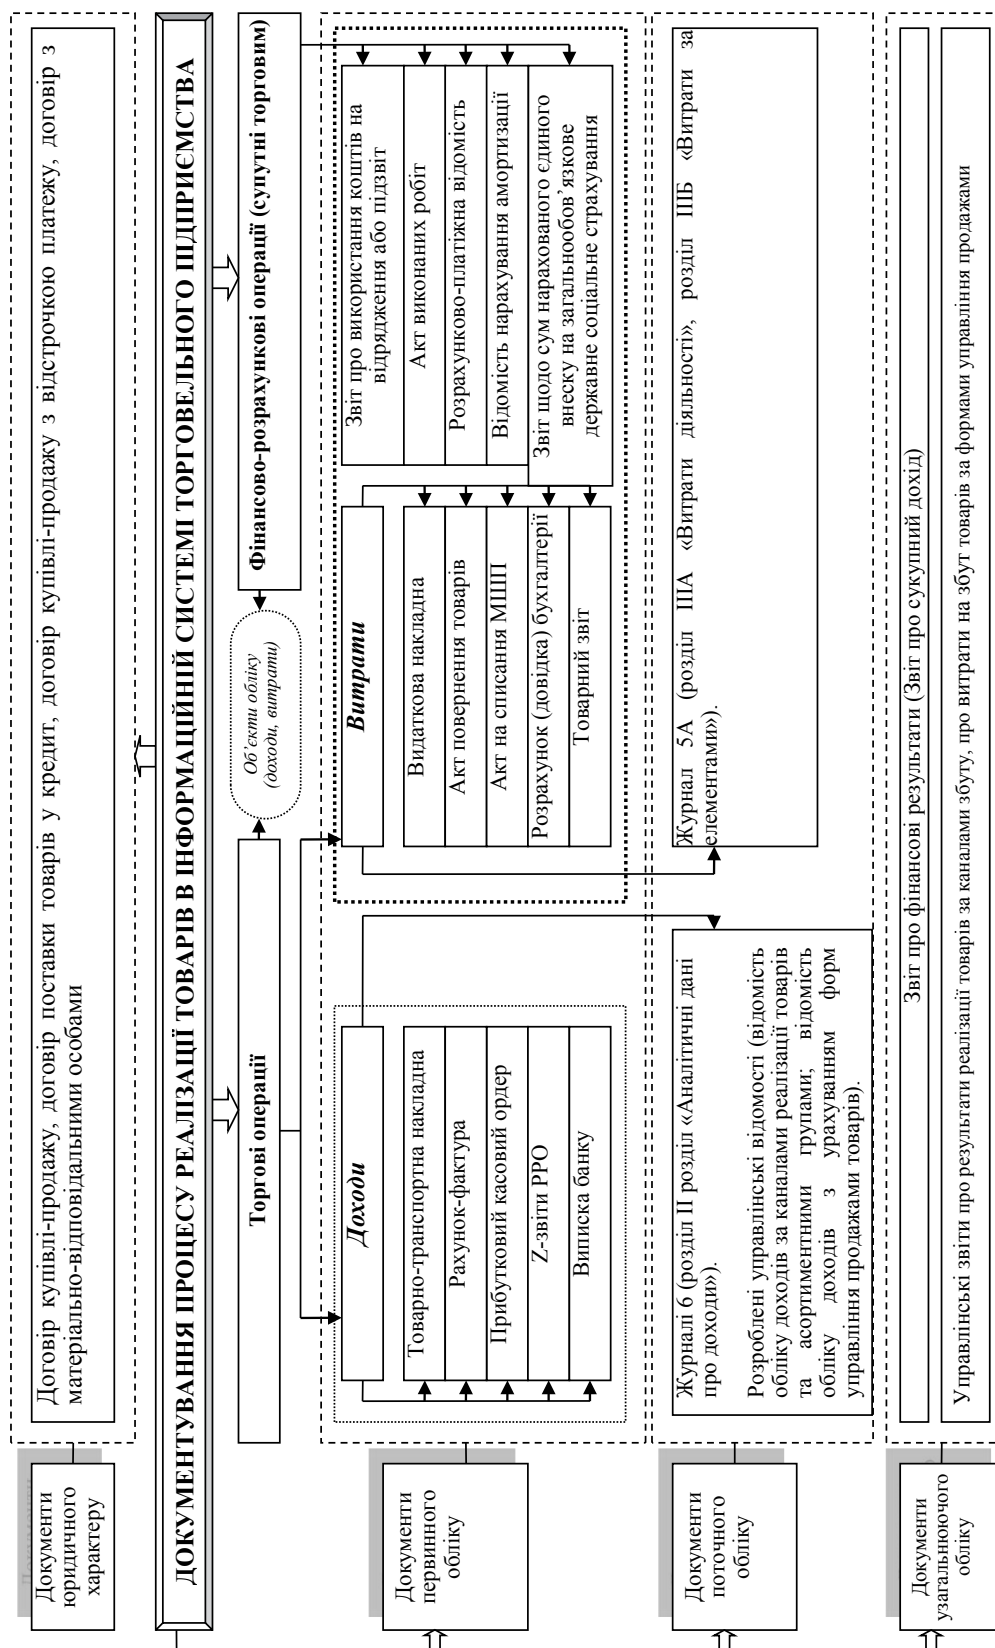 Документи
юридичного
характеру
Договір купівлі-продажу, договір поставки товарів у кредит, договір купівлі-продажу з відстрочкою платежу, договір з
матеріально-відповідальними особами
ДОКУМЕНТУВАННЯ ПРОЦЕСУ РЕАЛІЗАЦІЇ ТОВАРІВ В ІНФОРМАЦІЙНІЙ СИСТЕМІ ТОРГОВЕЛЬНОГО ПІДПРИЄМСТВА
Торгові операції
Об’єкти обліку
(доходи, витрати)
Фінансово-розрахункові операції (супутні торговим)
Документи
первинного
обліку
Доходи
Товарно-транспортна накладна
Рахунок-фактура
Прибутковий касовий ордер
Z-звіти РРО
Виписка банку
Витрати
Видаткова накладна
Акт повернення товарів
Акт на списання МШП
Розрахунок (довідка) бухгалтерії
Товарний звіт
Звіт про використання коштів на
відрядження або підзвіт
Акт виконаних робіт
Розрахунково-платіжна відомість
Відомість нарахування амортизації
Звіт щодо сум нарахованого єдиного
внеску на загальнообов’язкове
державне соціальне страхування
Документи
поточного
обліку
Журналі 6 (розділ ІІ розділ «Аналітичні дані
про доходи»).
Розроблені управлінські відомості (відомість
обліку доходів за каналами реалізації товарів
та асортиментними групами; відомість
обліку доходів з урахуванням форм
управління продажами товарів).
Журнал 5А (розділ ІІІА «Витрати діяльності», розділ ІІІБ «Витрати за
елементами»).
Документи
узагальнюючого
обліку
Звіт про фінансові результати (Звіт про сукупний дохід)
Управлінські звіти про результати реалізації товарів за каналами збуту, про витрати на збут товарів за формами управління продажами